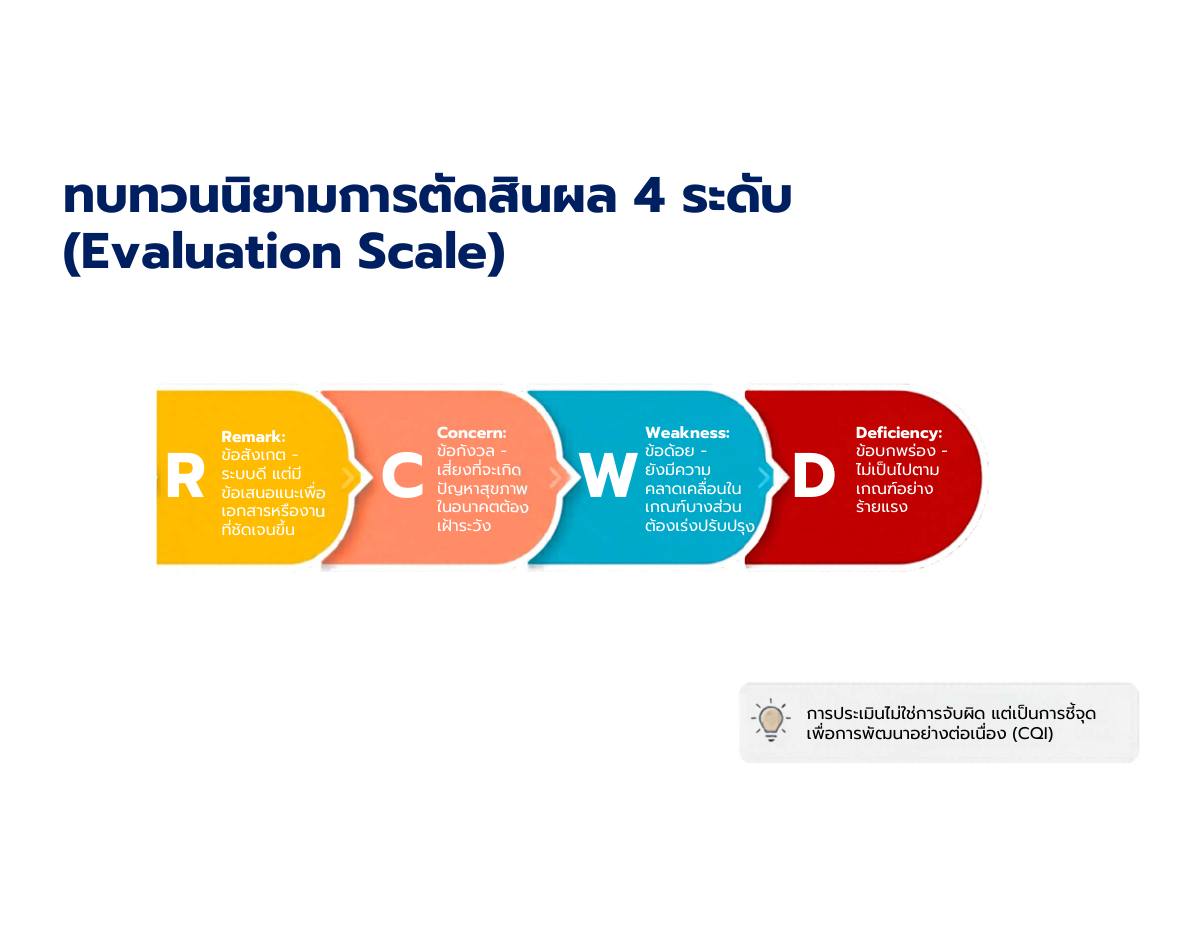 ทบทวนนิยามการตัดสินผล 4 ระดับ
(Evaluation Scale)
R
Remark:
ข้อสังเกต -
ระบบดี แต่มี
ข้อเสนอแนะเพื่อ
เอกสารหรืองาน
ที่ชัดเจนขึ้น
C
Concern:
ข้อกังวล -
เสี่ยงที่จะเกิด
ปัญหาสุขภาพ
ในอนาคตต้อง
เฝ้าระวัง
W
Weakness:
ข้อด้อย -
ยังมีความ
คลาดเคลื่อนใน
เกณฑ์บางส่วน
ต้องเร่งปรับปรุง
D
Deficiency:
ข้อบกพร่อง -
ไม่เป็นไปตาม
เกณฑ์อย่าง
ร้ายแรง
การประเมินไม่ใช่การจับผิด แต่เป็นการชี้จุด
เพื่อการพัฒนาอย่างต่อเนื่อง (CQI)